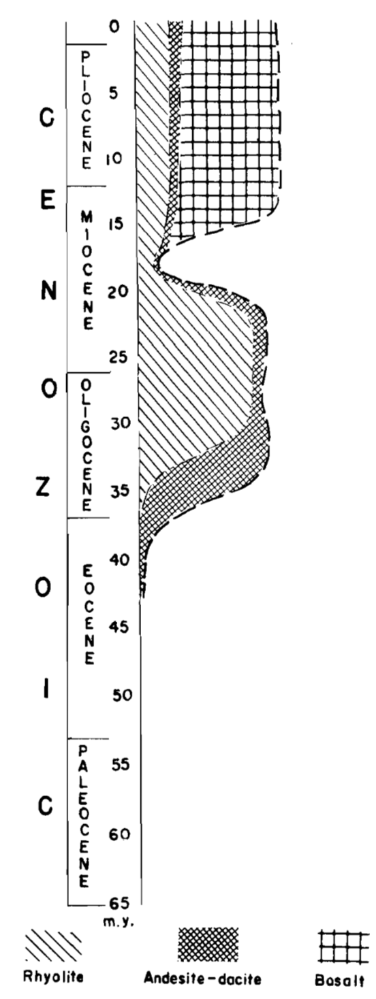 0
PLIOCENE
5
10
MIOCENE
15
20
25
OLIGOCENE
30
35
EOCENE
40
45
50
PALEOCENE
55
60
65
m.y.
CENOZOIC
Rhyolite
Andesite-dacite
Basalt